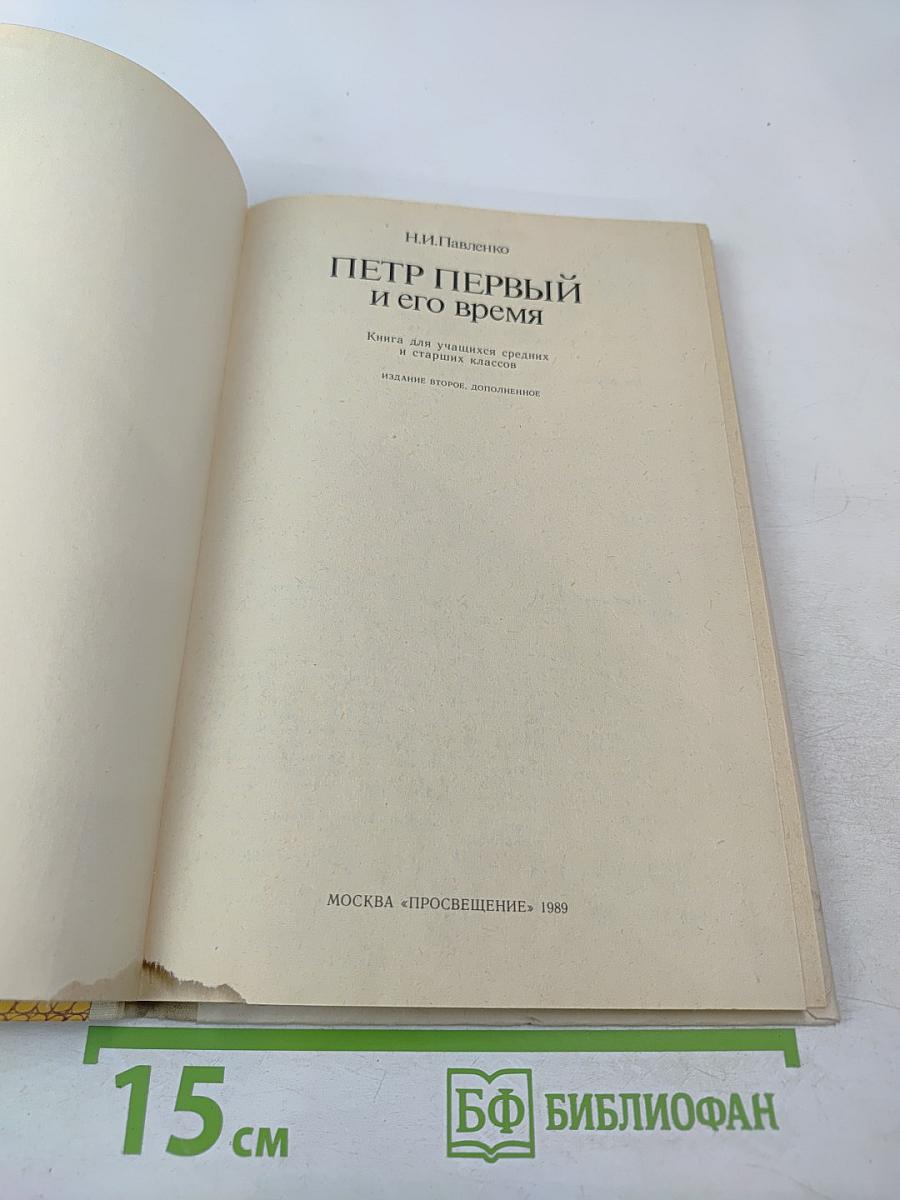 Н.И.Павленко
ПЕТР ПЕРВЫЙ
и его время
Книга для учащихся средних
и старших классов
ИЗДАНИЕ ВТОРОЕ, ДОПОЛНЕННОЕ
МОСКВА «ПРОСВЕЩЕНИЕ» 1989
15 см
БФ БИБЛИОФАН